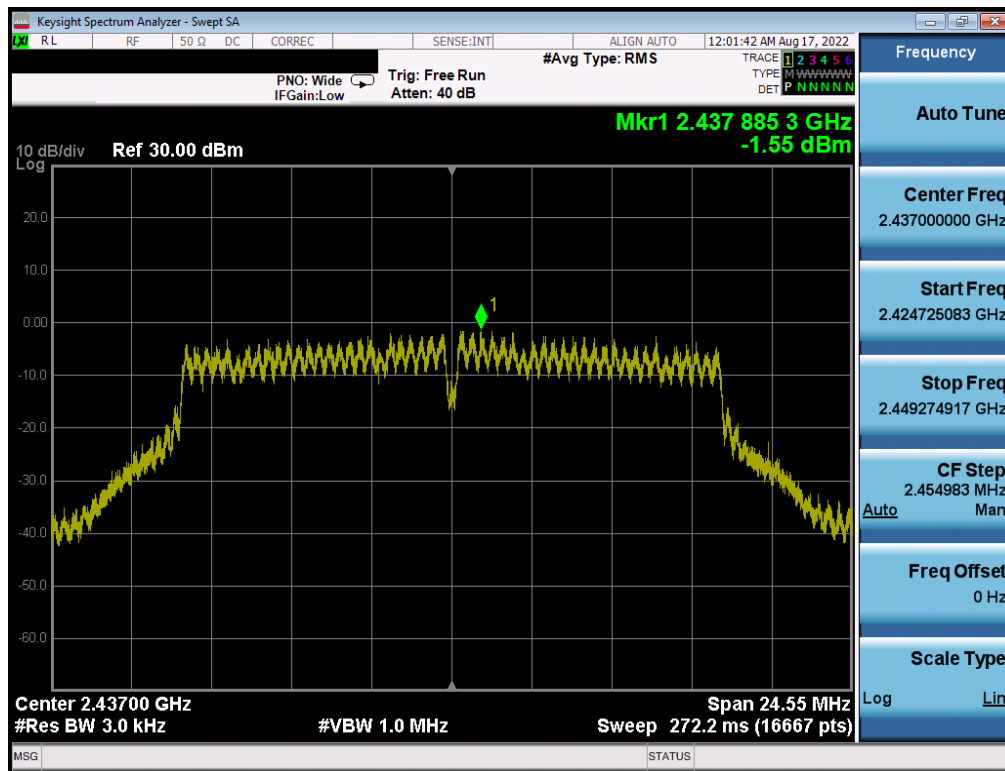 Keysight Spectrum Analyzer - Swept SA
LXI RL RF 50 Ω DC CORREC SENSE:INT ALIGN AUTO 12:01:42 AM Aug 17, 2022
#Avg Type: RMS TRACE 1 2 3 4 5 6
PNO: Wide Trig: Free Run TYPE M W W W W W
IFGain:Low Atten: 40 dB DET P N N N N N
Mkr1 2.437 885 3 GHz
-1.55 dBm
10 dB/div Ref 30.00 dBm
Log
20.0
10.0
1
0.00
-10.0
-20.0
-30.0
-40.0
-50.0
-60.0
Center 2.43700 GHz Span 24.55 MHz
#Res BW 3.0 kHz #VBW 1.0 MHz Sweep 272.2 ms (16667 pts)
MSG STATUS
Frequency
Auto Tune
Center Freq
2.437000000 GHz
Start Freq
2.424725083 GHz
Stop Freq
2.449274917 GHz
CF Step
2.454983 MHz
Auto Man
Freq Offset
0 Hz
Scale Type
Log Lin